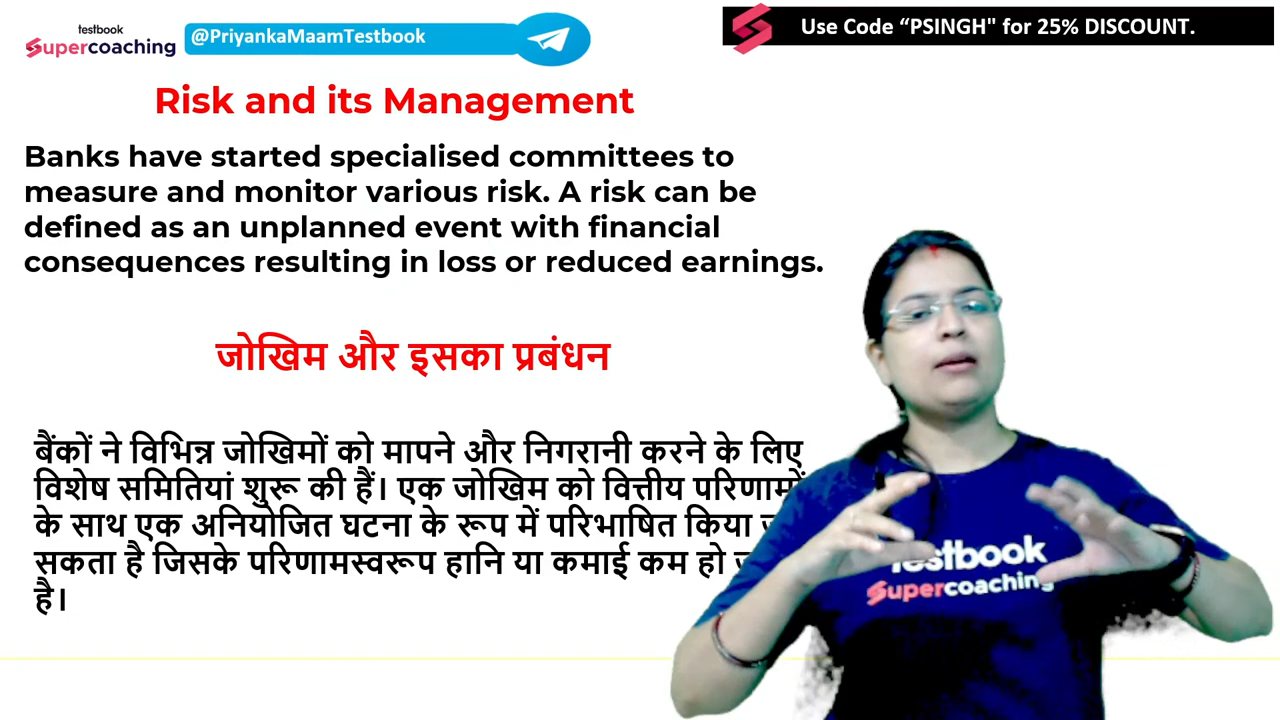 testbook
Supercoaching
@PriyankaMaamTestbook
Use Code “PSINGH" for 25% DISCOUNT.
Risk and its Management
Banks have started specialised committees to
measure and monitor various risk. A risk can be
defined as an unplanned event with financial
consequences resulting in loss or reduced earnings.
जोखिम और इसका प्रबंधन
बैंकों ने विभिन्न जोखिमों को मापने और निगरानी करने के लिए
विशेष समितियां शुरू की हैं। एक जोखिम को वित्तीय परिणामों
के साथ एक अनियोजित घटना के रूप में परिभाषित किया
सकता है जिसके परिणामस्वरूप हानि या कमाई कम हो
है।
testbook
Supercoaching